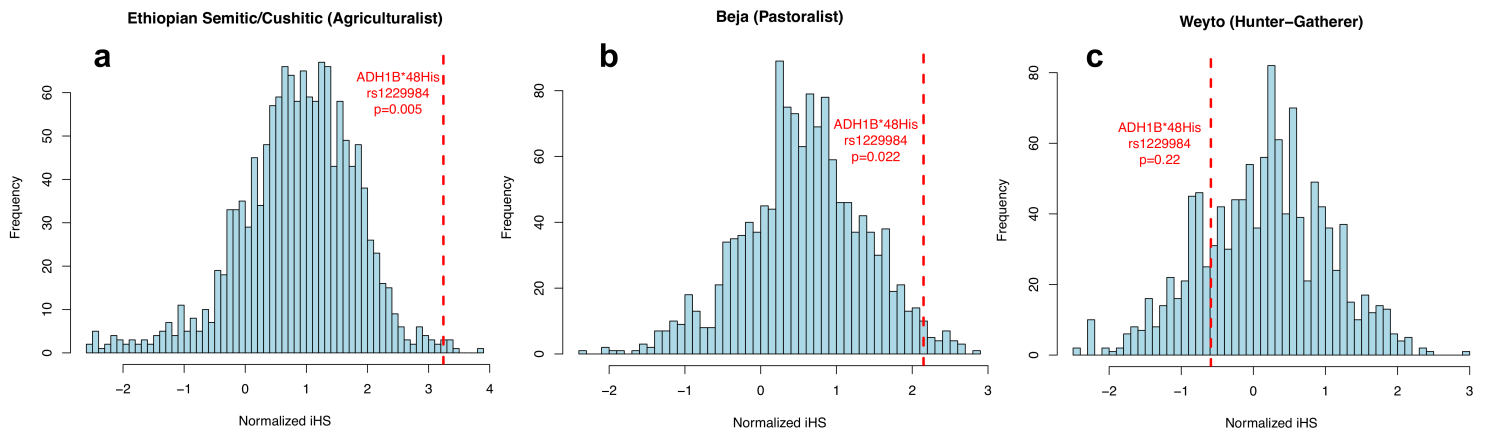 Ethiopian Semitic/Cushitic (Agriculturalist)
a
ADH1B*48His
rs1229984
p=0.005
Frequency
0
10
20
30
40
50
60
−2
−1
0
1
2
3
4
Normalized iHS
Beja (Pastoralist)
b
ADH1B*48His
rs1229984
p=0.022
Frequency
0
20
40
60
80
−2
−1
0
1
2
3
Normalized iHS
Weyto (Hunter−Gatherer)
c
ADH1B*48His
rs1229984
p=0.22
Frequency
0
20
40
60
80
−2
−1
0
1
2
3
Normalized iHS